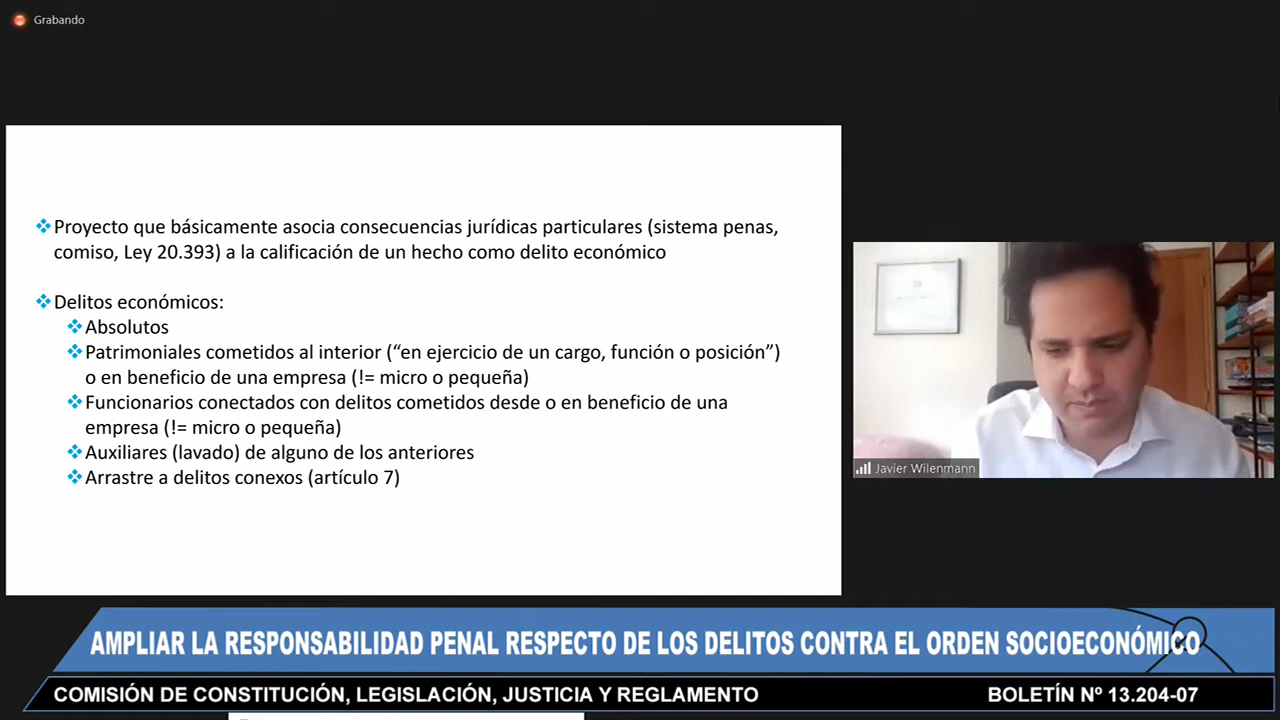 Grabando
Proyecto que básicamente asocia consecuencias jurídicas particulares (sistema penas,
comiso, Ley 20.393) a la calificación de un hecho como delito económico
Delitos económicos:
Absolutos
Patrimoniales cometidos al interior (“en ejercicio de un cargo, función o posición”)
o en beneficio de una empresa (!= micro o pequeña)
Funcionarios conectados con delitos cometidos desde o en beneficio de una
empresa (!= micro o pequeña)
Auxiliares (lavado) de alguno de los anteriores
Arrastre a delitos conexos (artículo 7)
Javier Wilenmann
AMPLIAR LA RESPONSABILIDAD PENAL RESPECTO DE LOS DELITOS CONTRA EL ORDEN SOCIOECONÓMICO
COMISIÓN DE CONSTITUCIÓN, LEGISLACIÓN, JUSTICIA Y REGLAMENTO
BOLETÍN Nº 13.204-07